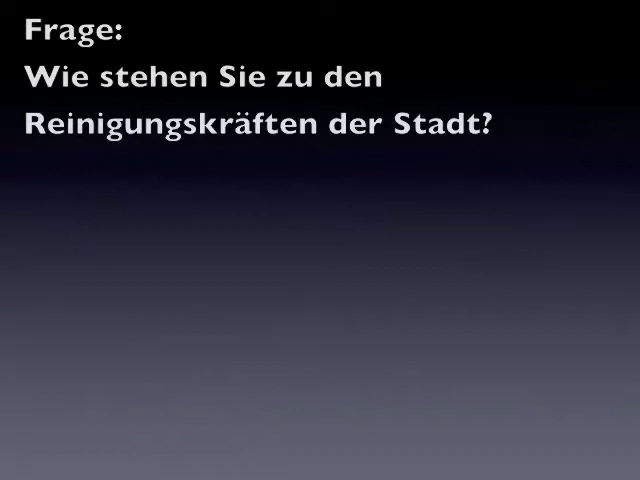 Frage:
Wie stehen Sie zu den
Reinigungskräften der Stadt?